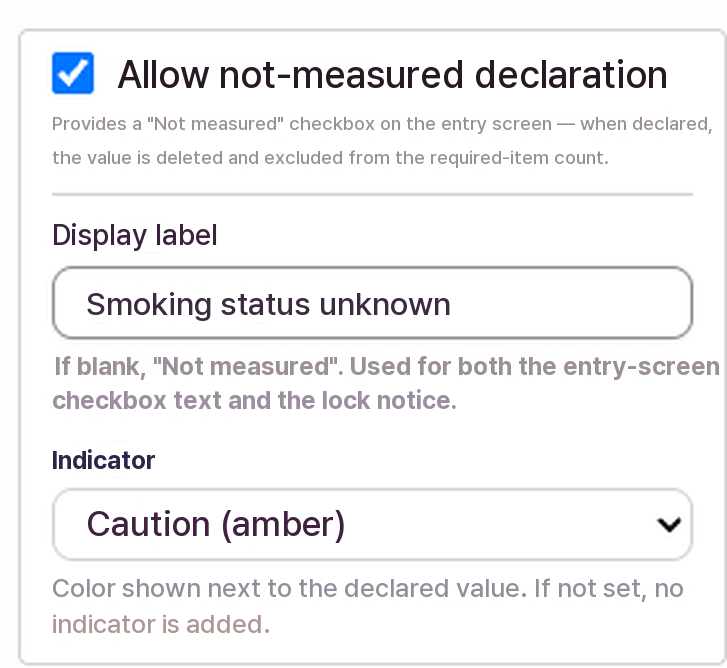 Allow not-measured declaration
Provides a "Not measured" checkbox on the entry screen — when declared,
the value is deleted and excluded from the required-item count.
Display label
Smoking status unknown
If blank, "Not measured". Used for both the entry-screen
checkbox text and the lock notice.
Indicator
Caution (amber)
Color shown next to the declared value. If not set, no
indicator is added.